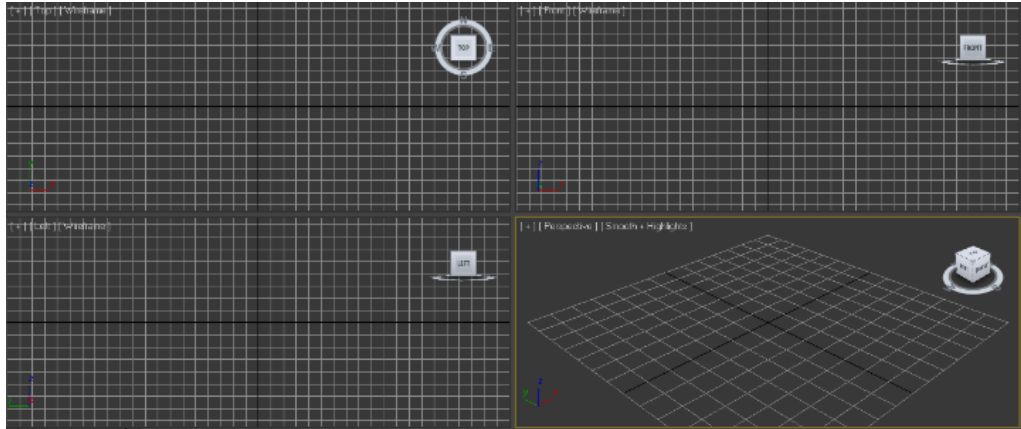 [ + ] [ Top ] [ Wireframe ]
N
W
TOP
E
S
[ + ] [ Front ] [ Wireframe ]
FRONT
[ + ] [ Left ] [ Wireframe ]
LEFT
[ + ] [ Perspective ] [ Smooth + Highlights ]
z
y